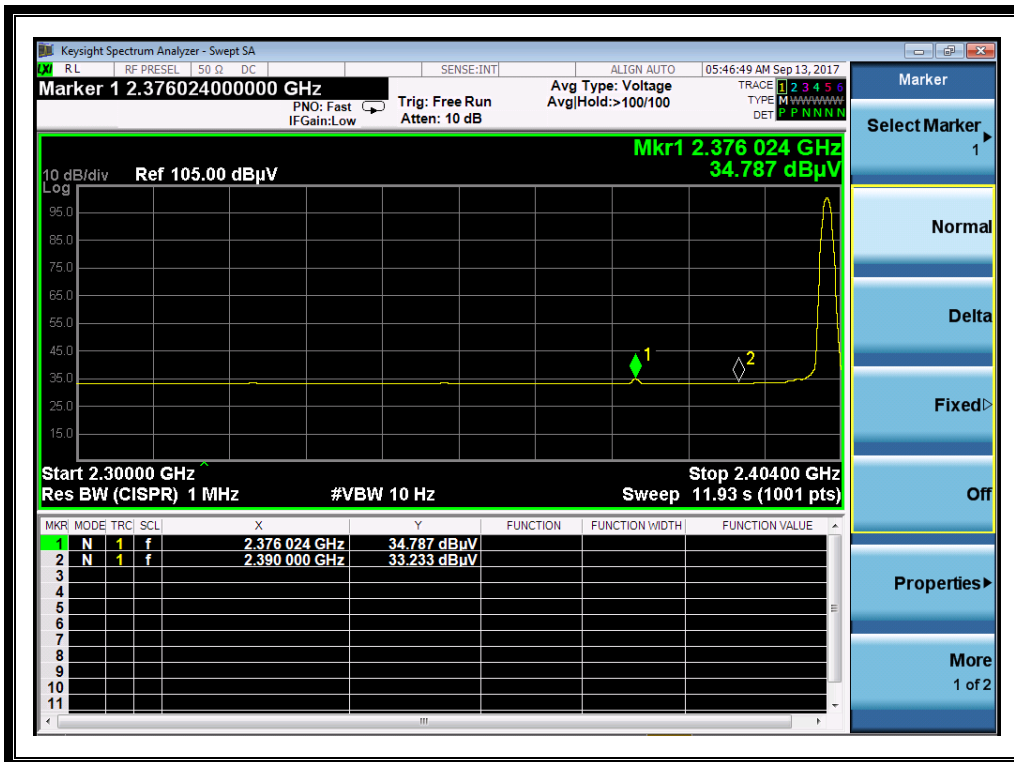 Keysight Spectrum Analyzer - Swept SA
LXI RL RF PRESEL 50 Ω DC SENSE:INT ALIGN AUTO 05:46:49 AM Sep 13, 2017
Marker 1 2.376024000000 GHz
PNO: Fast
IFGain:Low
Trig: Free Run
Atten: 10 dB
Avg Type: Voltage
Avg|Hold:>100/100
TRACE 1 2 3 4 5 6
TYPE M WWWWW
DET P P N N N N
Mkr1 2.376 024 GHz
34.787 dBµV
10 dB/div Ref 105.00 dBµV
Log
95.0
85.0
75.0
65.0
55.0
45.0
35.0
25.0
15.0
1
2
Start 2.30000 GHz Stop 2.40400 GHz
Res BW (CISPR) 1 MHz #VBW 10 Hz Sweep 11.93 s (1001 pts)
MKR MODE TRC SCL X Y FUNCTION FUNCTION WIDTH FUNCTION VALUE
1 N 1 f 2.376 024 GHz 34.787 dBµV
2 N 1 f 2.390 000 GHz 33.233 dBµV
3
4
5
6
7
8
9
10
11
Marker
Select Marker
1
Normal
Delta
Fixed
Off
Properties
More
1 of 2